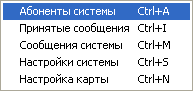 Абоненты системы Ctrl+A
Принятые сообщения Ctrl+I
Сообщения системы Ctrl+M
Настройки системы Ctrl+S
Настройка карты Ctrl+N